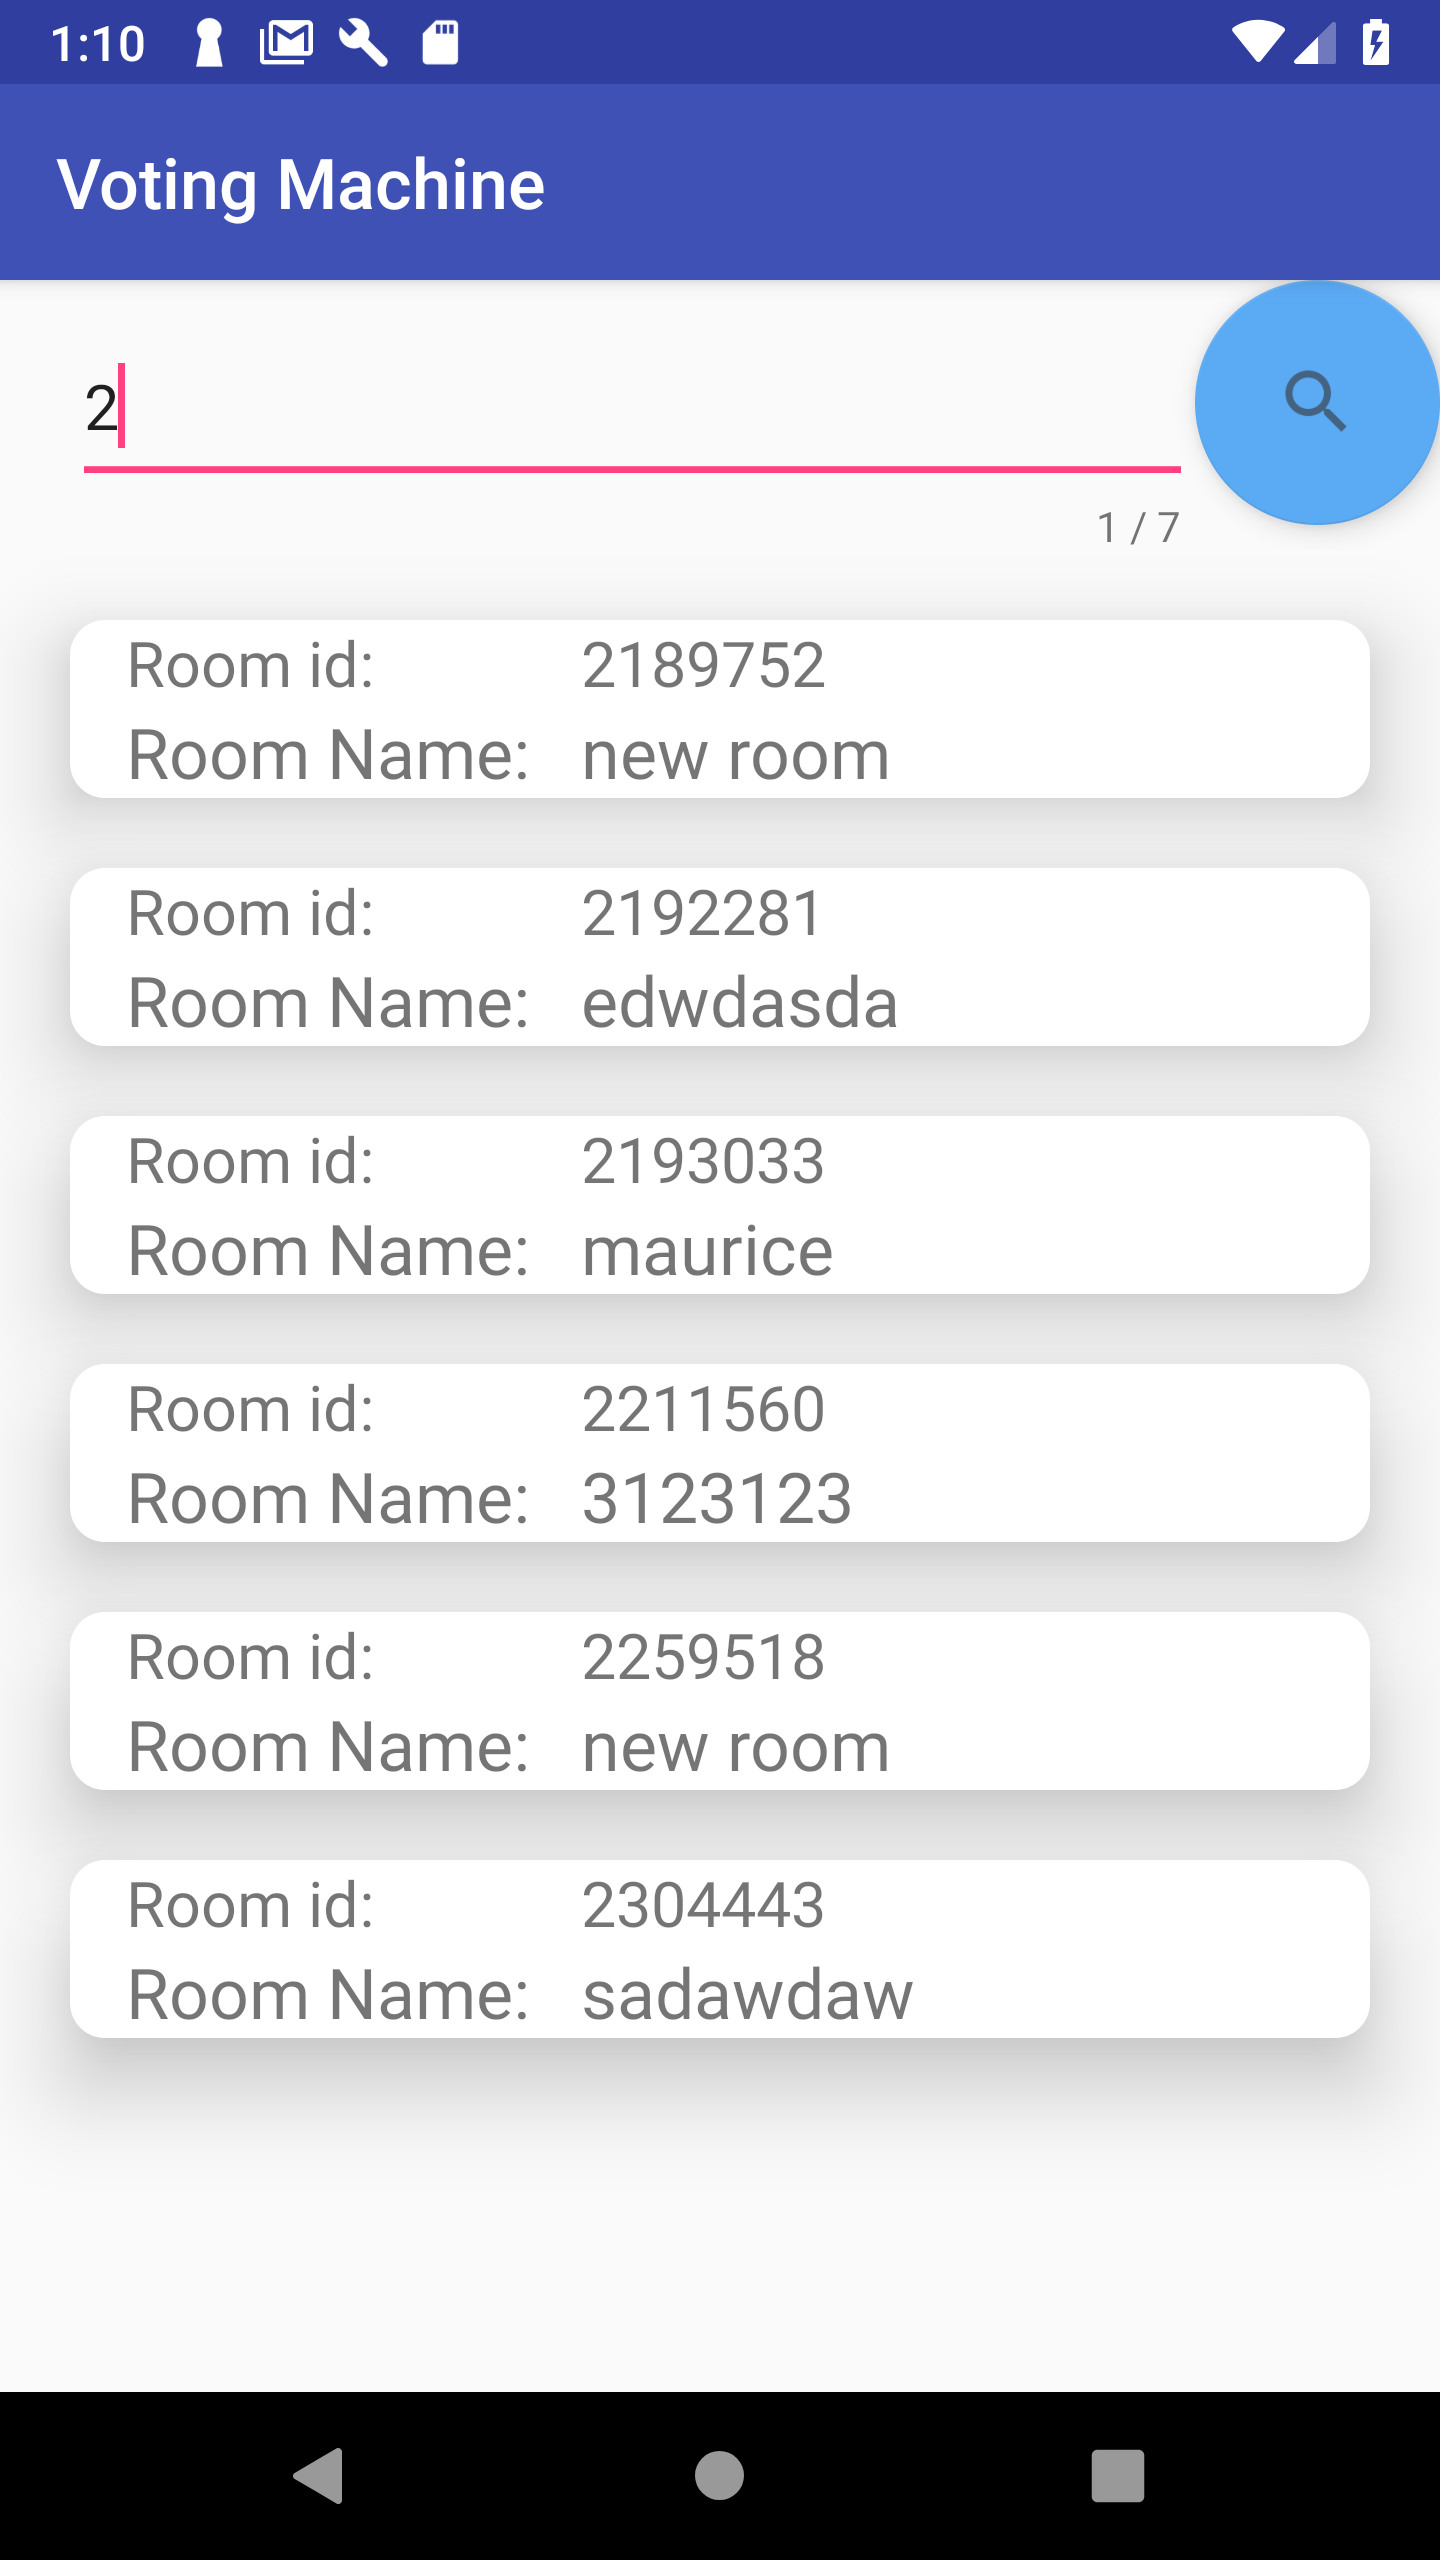 1:10
Voting Machine
2
1 / 7
Room id: 2189752
Room Name: new room
Room id: 2192281
Room Name: edwdasda
Room id: 2193033
Room Name: maurice
Room id: 2211560
Room Name: 3123123
Room id: 2259518
Room Name: new room
Room id: 2304443
Room Name: sadawdaw